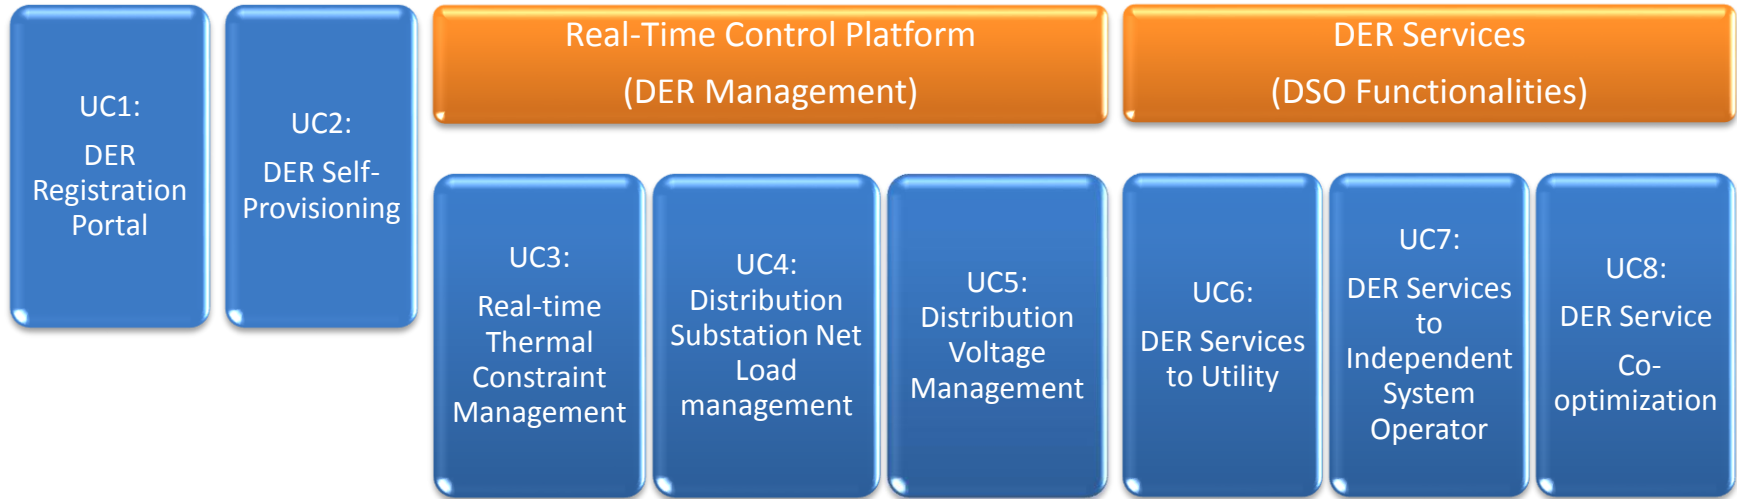 UC1:
DER
Registration
Portal
UC2:
DER Self-
Provisioning
Real-Time Control Platform
(DER Management)
UC3:
Real-time
Thermal
Constraint
Management
UC4:
Distribution
Substation Net
Load
management
UC5:
Distribution
Voltage
Management
DER Services
(DSO Functionalities)
UC6:
DER Services
to Utility
UC7:
DER Services
to
Independent
System
Operator
UC8:
DER Service
Co-
optimization